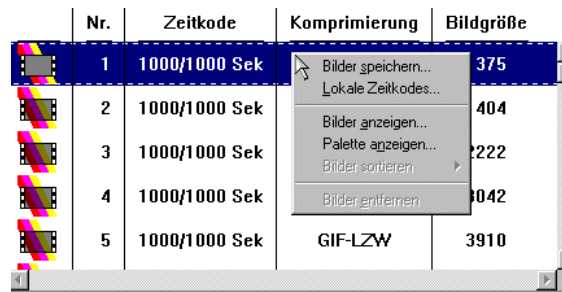 Nr. Zeitkode Komprimierung Bildgröße
1 1000/1000 Sek 375
2 1000/1000 Sek 404
3 1000/1000 Sek 2222
4 1000/1000 Sek 3042
5 1000/1000 Sek GIF-LZW 3910
Bilder speichern...
Lokale Zeitkodes...
Bilder anzeigen...
Palette anzeigen...
Bilder sortieren
Bilder entfernen